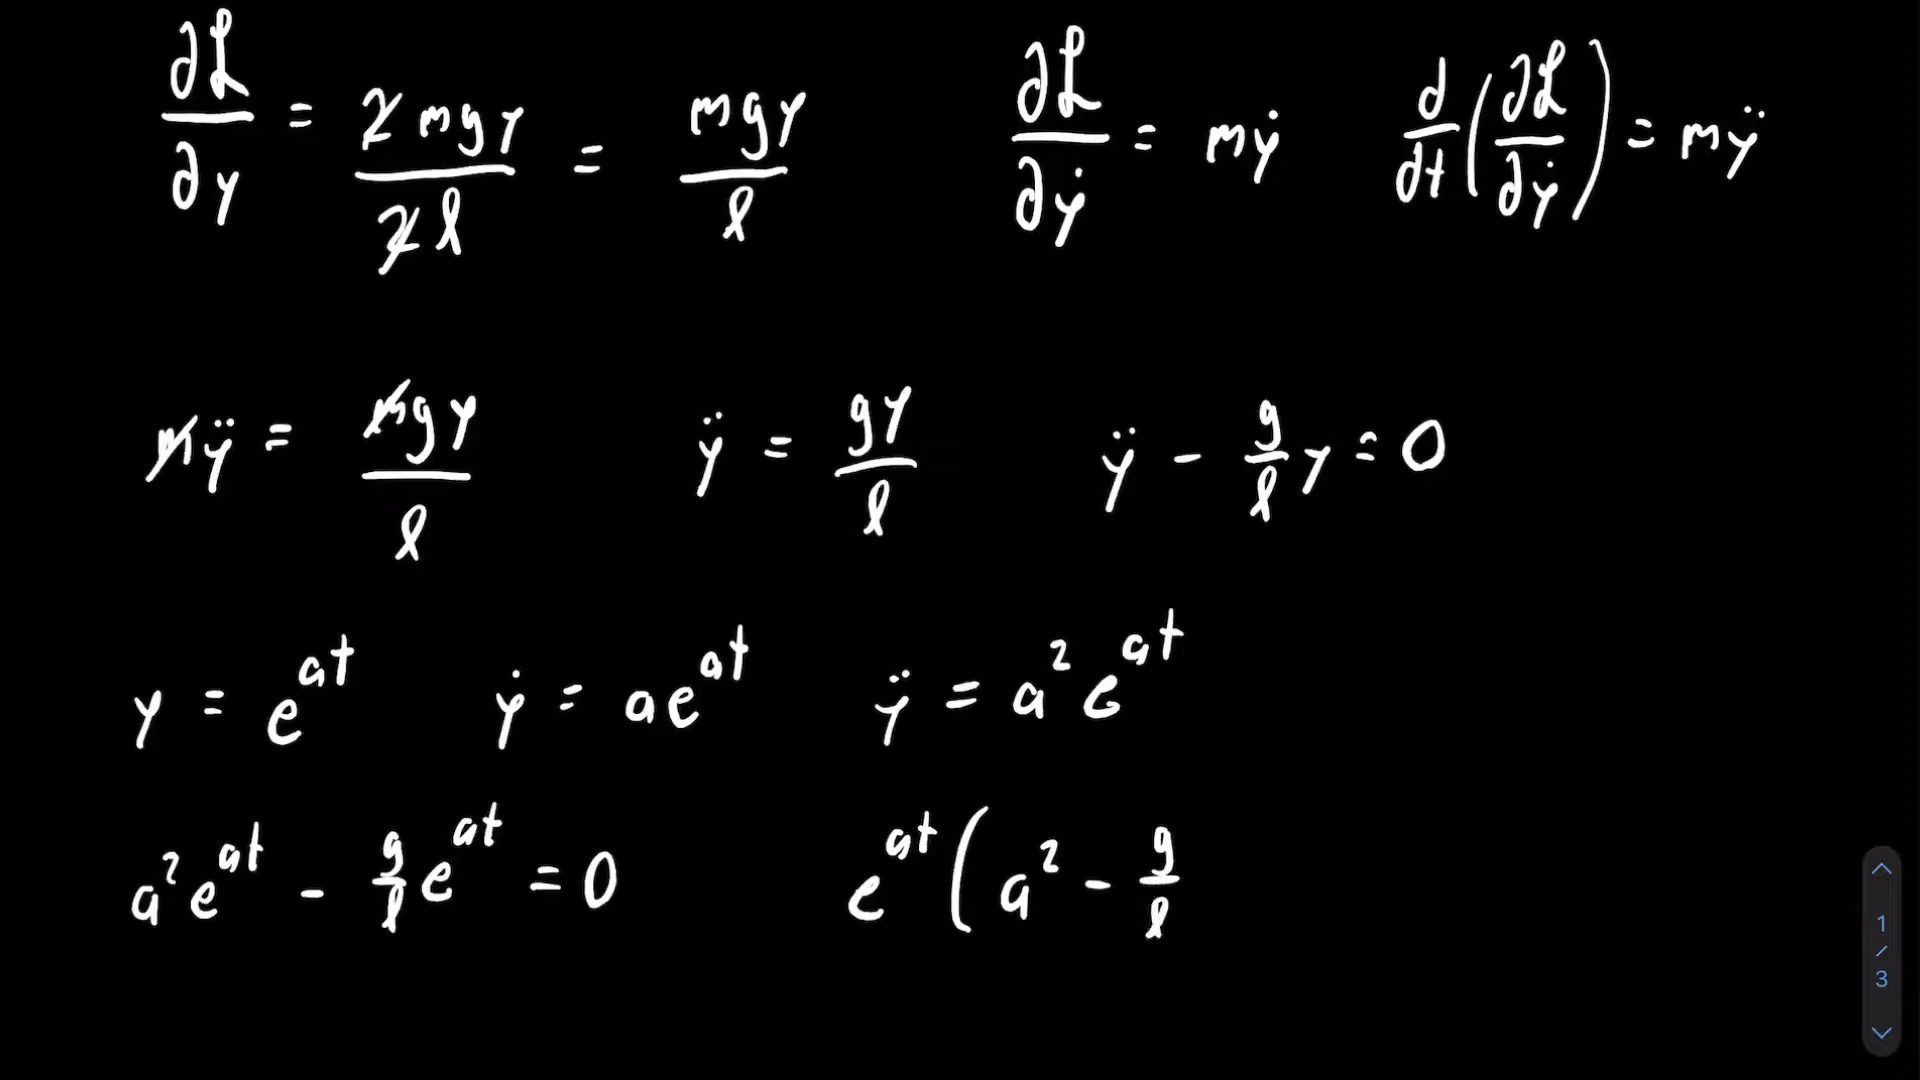 ∂ℒ/∂y = 2mgy/2l = mgy/l   ∂ℒ/∂ẏ = mẏ   d/dt(∂ℒ/∂ẏ) = mÿ
mÿ = mgy/l   ÿ = gy/l   ÿ - g/l y = 0
y = e^{at}   ẏ = ae^{at}   ÿ = a²e^{at}
a²e^{at} - g/l e^{at} = 0   e^{at}(a² - g/l
1
/
3